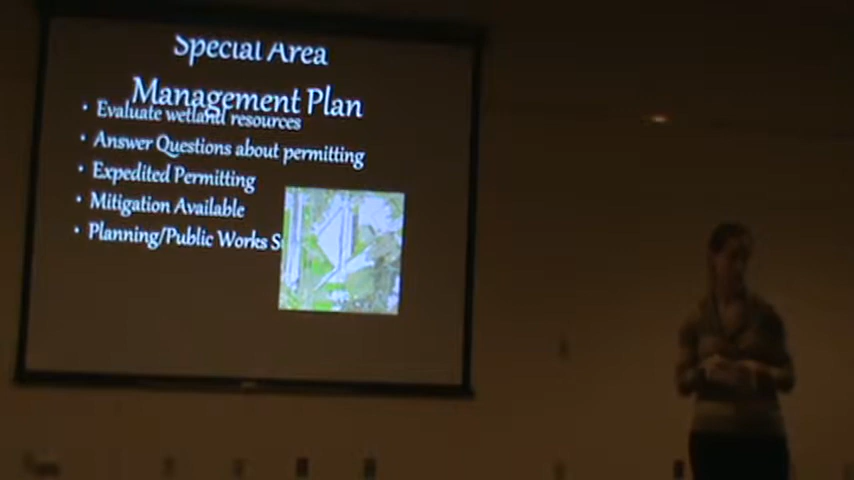 Special Area
Management Plan
• Evaluate wetland resources
• Answer Questions about permitting
• Expedited Permitting
• Mitigation Available
• Planning/Public Works